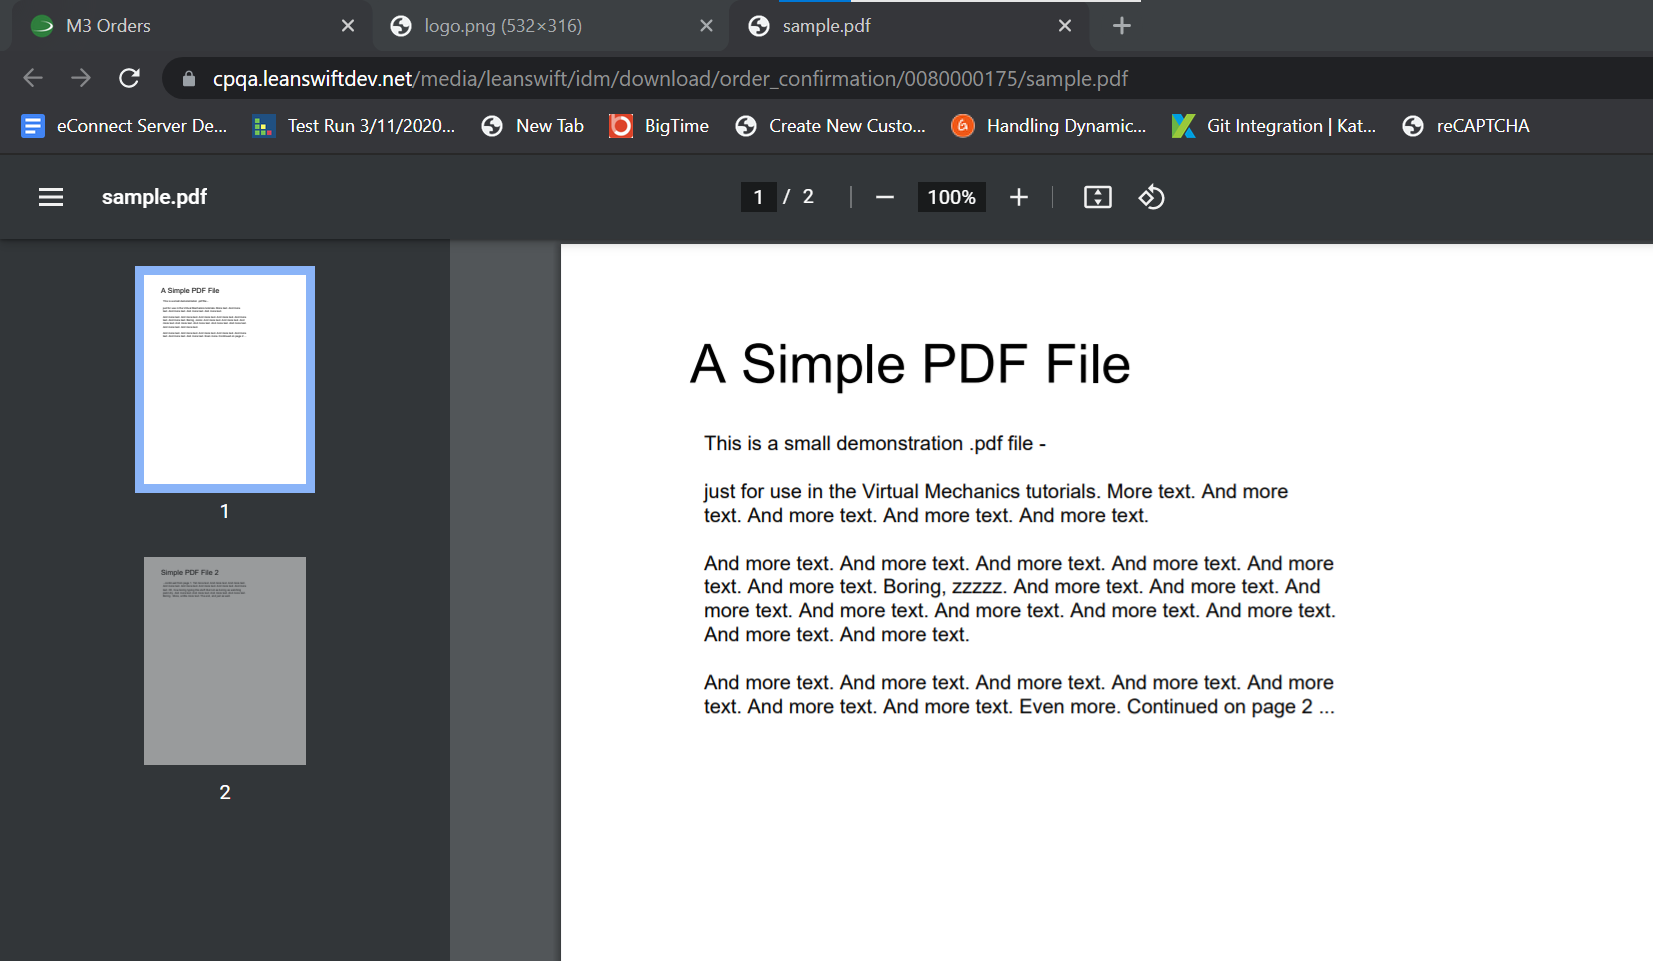 M3 Orders
logo.png (532×316)
sample.pdf
cpqa.leanswiftdev.net/media/leanswift/idm/download/order_confirmation/0080000175/sample.pdf
eConnect Server De...
Test Run 3/11/2020...
New Tab
BigTime
Create New Custo...
Handling Dynamic...
Git Integration | Kat...
reCAPTCHA
sample.pdf
1 / 2
100%
A Simple PDF File
1
Simple PDF File 2
2
A Simple PDF File
This is a small demonstration .pdf file -
just for use in the Virtual Mechanics tutorials. More text. And more
text. And more text. And more text. And more text.
And more text. And more text. And more text. And more text. And more
text. And more text. Boring, zzzzz. And more text. And more text. And
more text. And more text. And more text. And more text. And more text.
And more text. And more text.
And more text. And more text. And more text. And more text. And more
text. And more text. And more text. Even more. Continued on page 2 ...